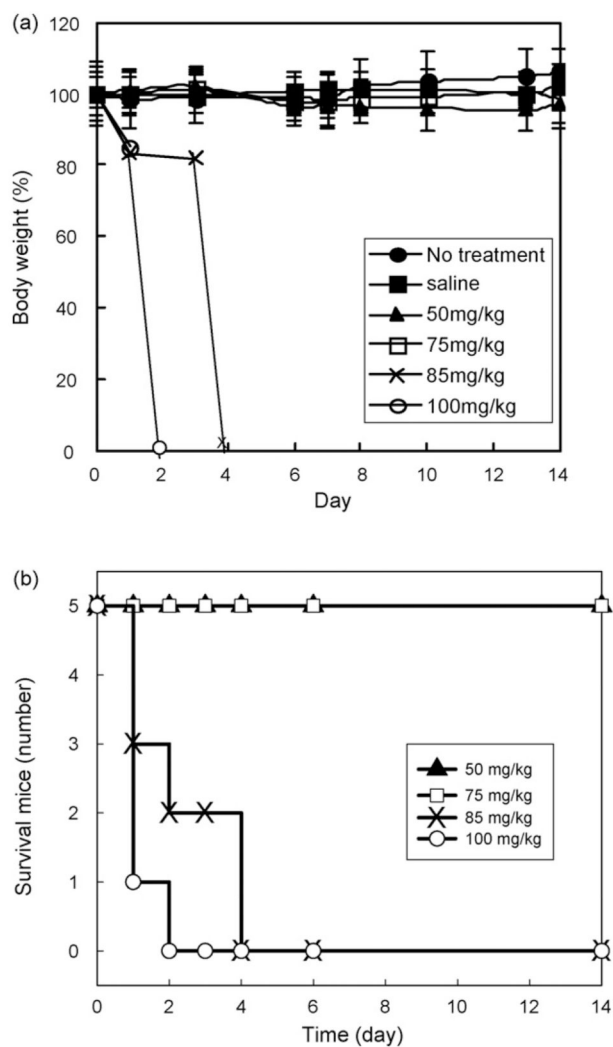 (a)
120
100
80
60
40
20
0
Body weight (%)
No treatment
saline
50mg/kg
75mg/kg
85mg/kg
100mg/kg
0 2 4 6 8 10 12 14
Day
(b)
5
4
3
2
1
0
Survival mice (number)
50 mg/kg
75 mg/kg
85 mg/kg
100 mg/kg
0 2 4 6 8 10 12 14
Time (day)